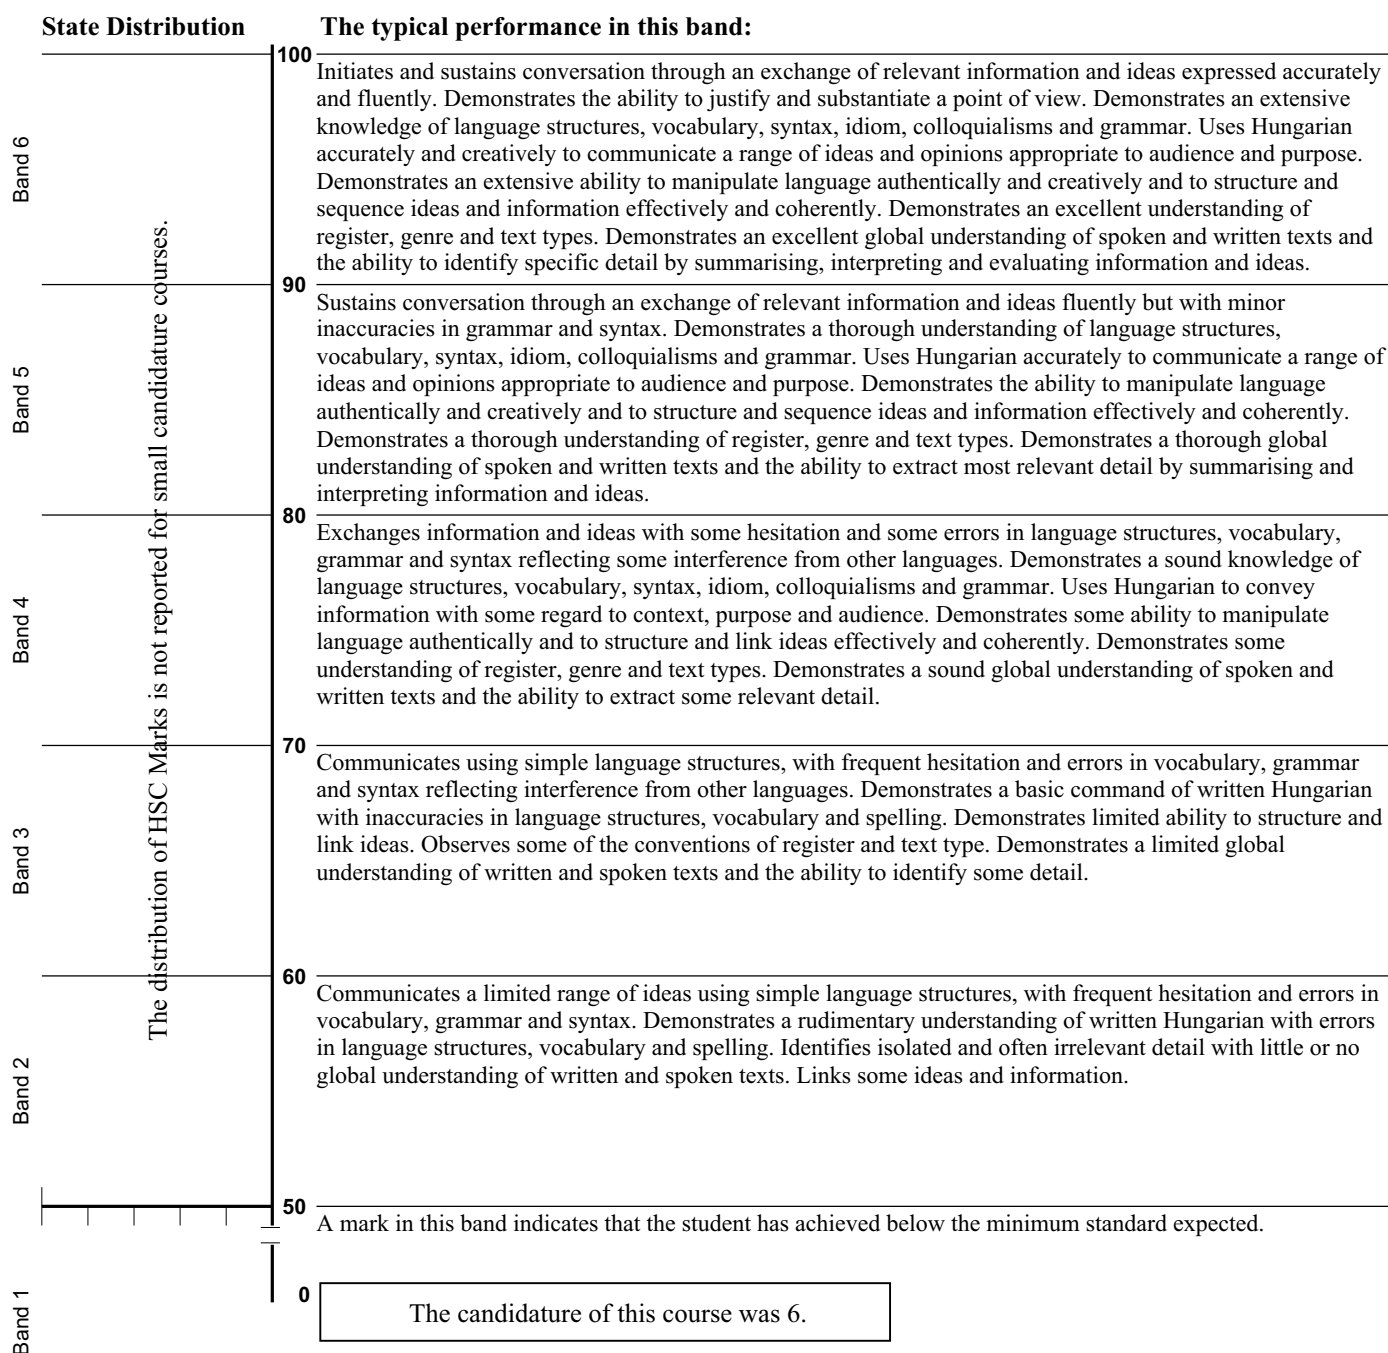 State Distribution
The typical performance in this band:
100
Band 6
Initiates and sustains conversation through an exchange of relevant information and ideas expressed accurately
and fluently. Demonstrates the ability to justify and substantiate a point of view. Demonstrates an extensive
knowledge of language structures, vocabulary, syntax, idiom, colloquialisms and grammar. Uses Hungarian
accurately and creatively to communicate a range of ideas and opinions appropriate to audience and purpose.
Demonstrates an extensive ability to manipulate language authentically and creatively and to structure and
sequence ideas and information effectively and coherently. Demonstrates an excellent understanding of
register, genre and text types. Demonstrates an excellent global understanding of spoken and written texts and
the ability to identify specific detail by summarising, interpreting and evaluating information and ideas.
90
Band 5
Sustains conversation through an exchange of relevant information and ideas fluently but with minor
inaccuracies in grammar and syntax. Demonstrates a thorough understanding of language structures,
vocabulary, syntax, idiom, colloquialisms and grammar. Uses Hungarian accurately to communicate a range of
ideas and opinions appropriate to audience and purpose. Demonstrates the ability to manipulate language
authentically and creatively and to structure and sequence ideas and information effectively and coherently.
Demonstrates a thorough understanding of register, genre and text types. Demonstrates a thorough global
understanding of spoken and written texts and the ability to extract most relevant detail by summarising and
interpreting information and ideas.
80
Band 4
Exchanges information and ideas with some hesitation and some errors in language structures, vocabulary,
grammar and syntax reflecting some interference from other languages. Demonstrates a sound knowledge of
language structures, vocabulary, syntax, idiom, colloquialisms and grammar. Uses Hungarian to convey
information with some regard to context, purpose and audience. Demonstrates some ability to manipulate
language authentically and to structure and link ideas effectively and coherently. Demonstrates some
understanding of register, genre and text types. Demonstrates a sound global understanding of spoken and
written texts and the ability to extract some relevant detail.
The distribution of HSC Marks is not reported for small candidature courses.
70
Band 3
Communicates using simple language structures, with frequent hesitation and errors in vocabulary, grammar
and syntax reflecting interference from other languages. Demonstrates a basic command of written Hungarian
with inaccuracies in language structures, vocabulary and spelling. Demonstrates limited ability to structure and
link ideas. Observes some of the conventions of register and text type. Demonstrates a limited global
understanding of written and spoken texts and the ability to identify some detail.
60
Band 2
Communicates a limited range of ideas using simple language structures, with frequent hesitation and errors in
vocabulary, grammar and syntax. Demonstrates a rudimentary understanding of written Hungarian with errors
in language structures, vocabulary and spelling. Identifies isolated and often irrelevant detail with little or no
global understanding of written and spoken texts. Links some ideas and information.
50
A mark in this band indicates that the student has achieved below the minimum standard expected.
0
Band 1
The candidature of this course was 6.